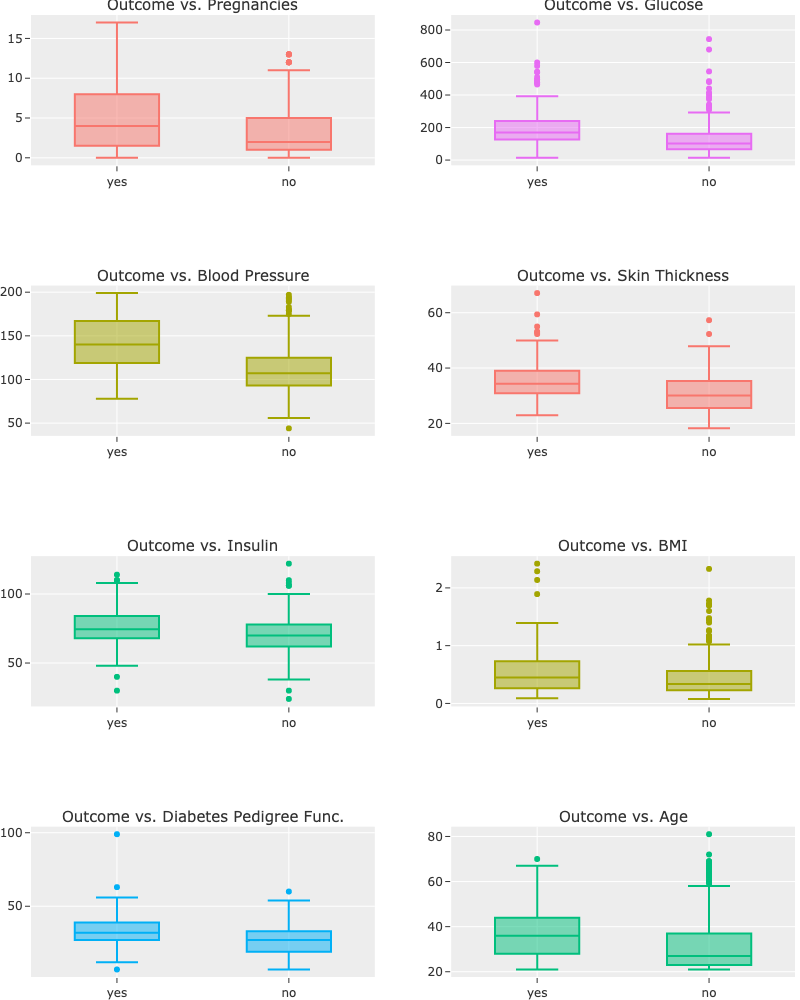 Outcome vs. Pregnancies
15
10
5
0
yes no
Outcome vs. Glucose
800
600
400
200
0
yes no
Outcome vs. Blood Pressure
200
150
100
50
yes no
Outcome vs. Skin Thickness
60
40
20
yes no
Outcome vs. Insulin
100
50
yes no
Outcome vs. BMI
2
1
0
yes no
Outcome vs. Diabetes Pedigree Func.
100
50
yes no
Outcome vs. Age
80
60
40
20
yes no